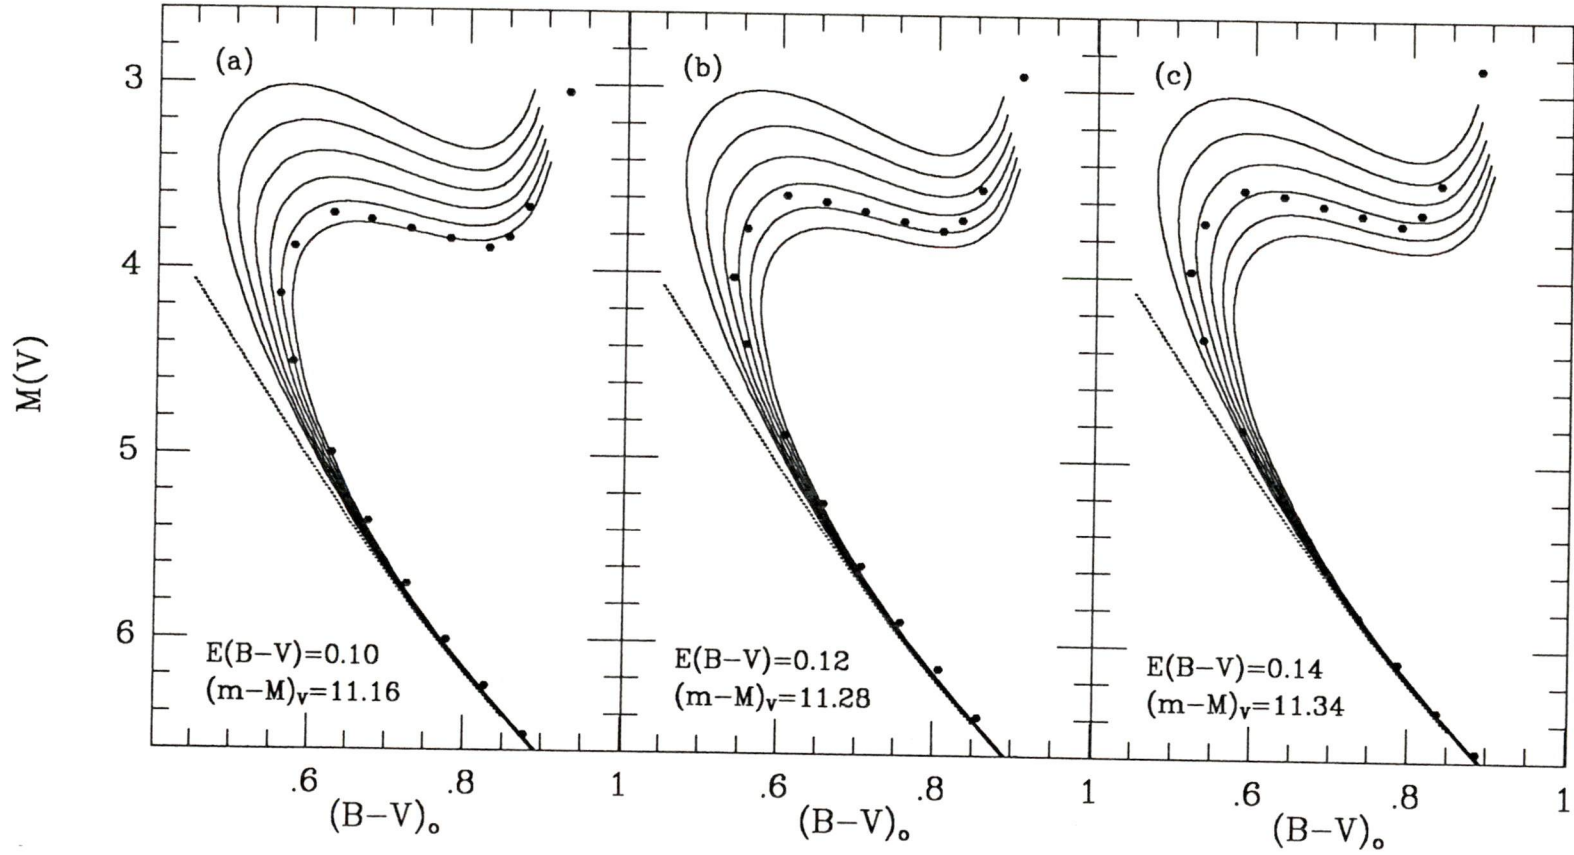 (a)
(b)
(c)
3
4
5
6
M(V)
E(B−V)=0.10
(m−M)v=11.16
E(B−V)=0.12
(m−M)v=11.28
E(B−V)=0.14
(m−M)v=11.34
.6 .8 1 .6 .8 1 .6 .8 1
(B−V)o (B−V)o (B−V)o